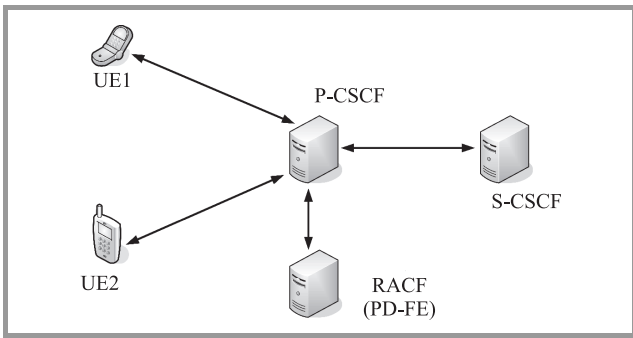 UE1
P-CSCF
S-CSCF
UE2
RACF
(PD-FE)